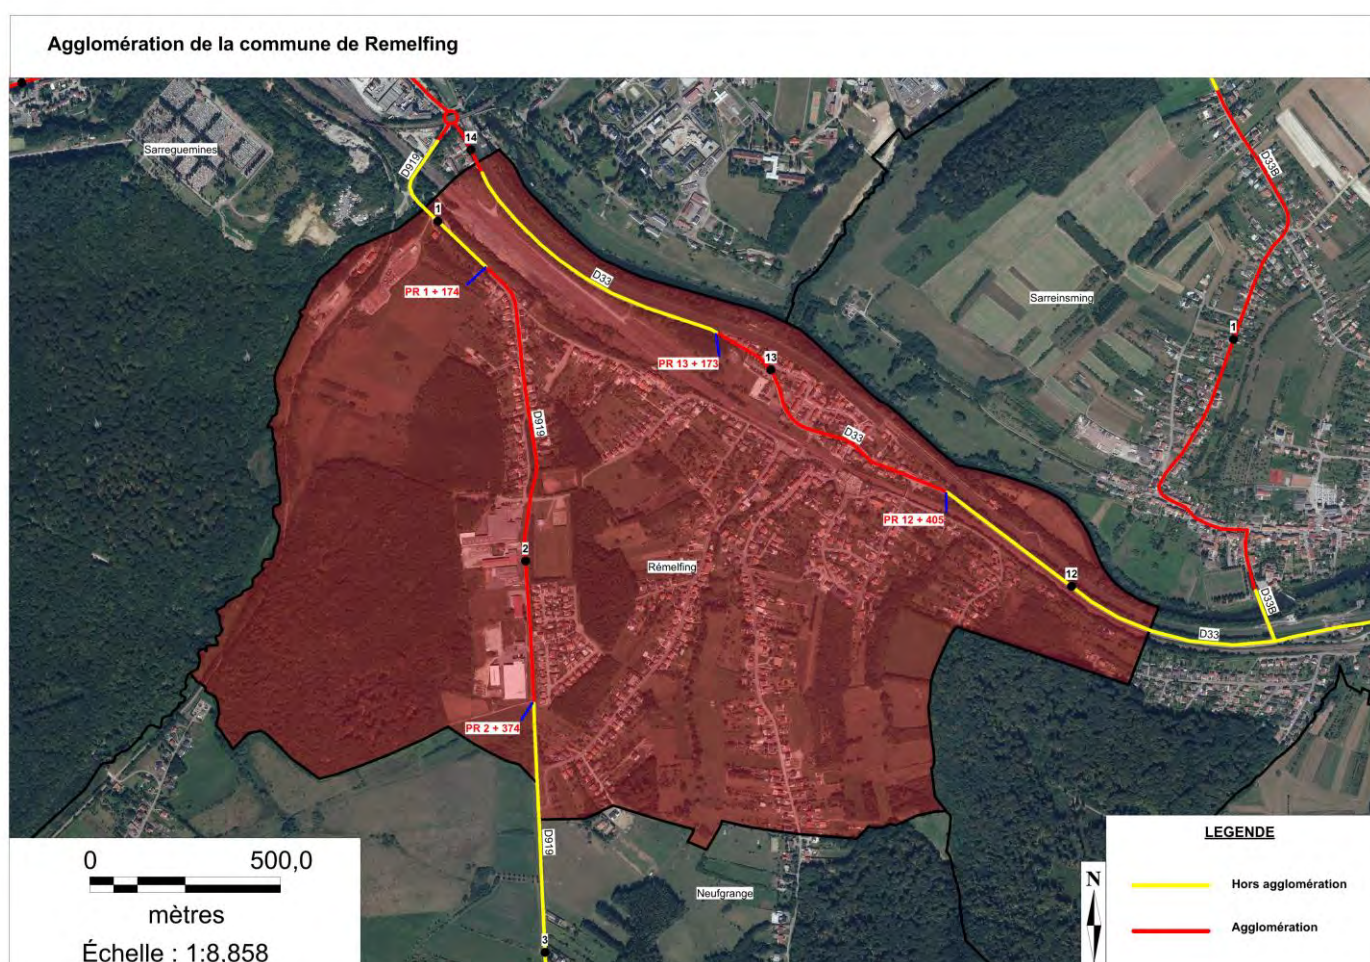 Agglomération de la commune de Remelfing
Sarreguemines
D919
14
1
PR 1 + 174
D33
PR 13 + 173
13
D33B
Sarreinsming
1
D919
D33
PR 12 + 405
2
Rémelfing
12
D33B
D33
PR 2 + 374
D919
Neufgrange
3
0 500,0
mètres
Échelle : 1:8,858
N
LEGENDE
Hors agglomération
Agglomération